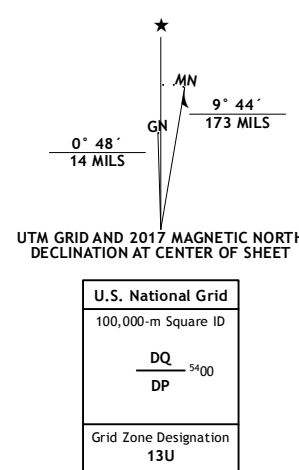 ★
MN
9° 44´
173 MILS
GN
0° 48´
14 MILS
UTM GRID AND 2017 MAGNETIC NORTH
DECLINATION AT CENTER OF SHEET
U.S. National Grid
100,000-m Square ID
DQ
5400
DP
Grid Zone Designation
13U